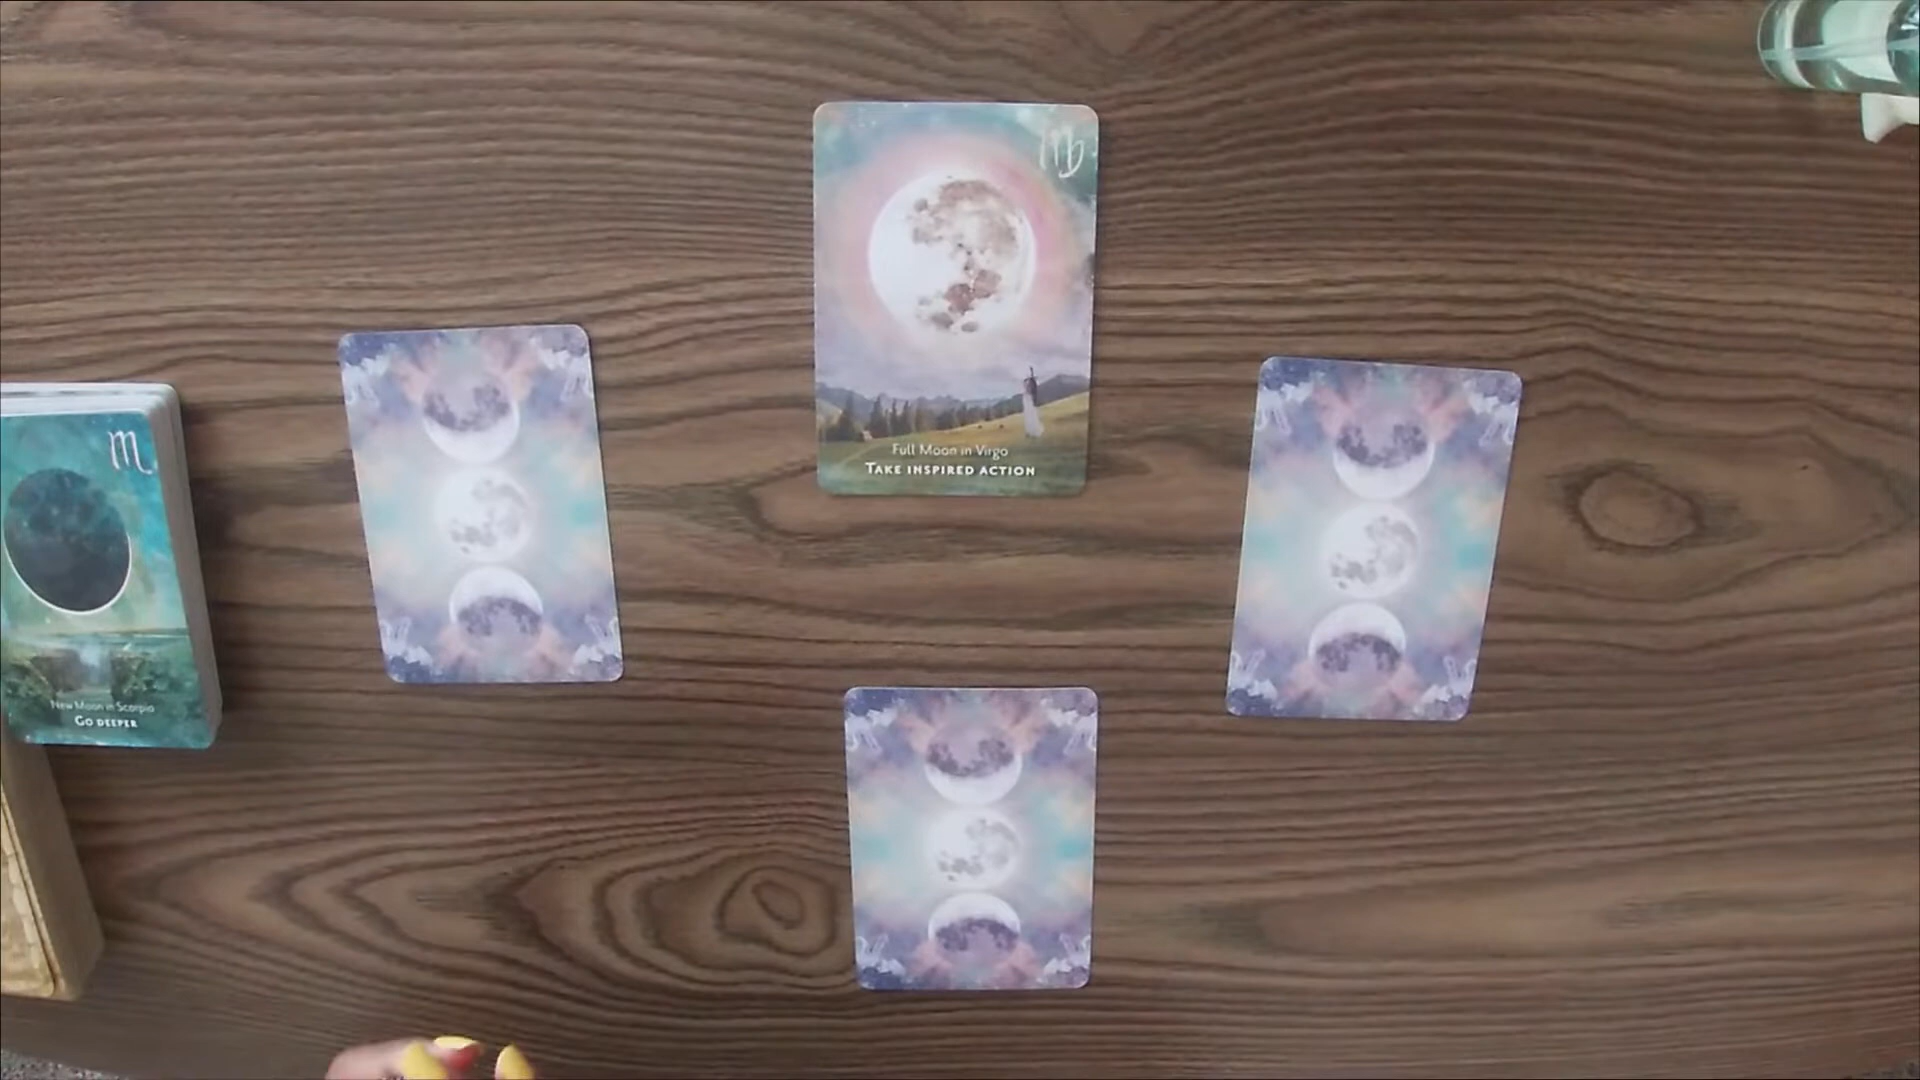 Full Moon in Virgo
TAKE INSPIRED ACTION
New Moon in Scorpio
GO DEEPER